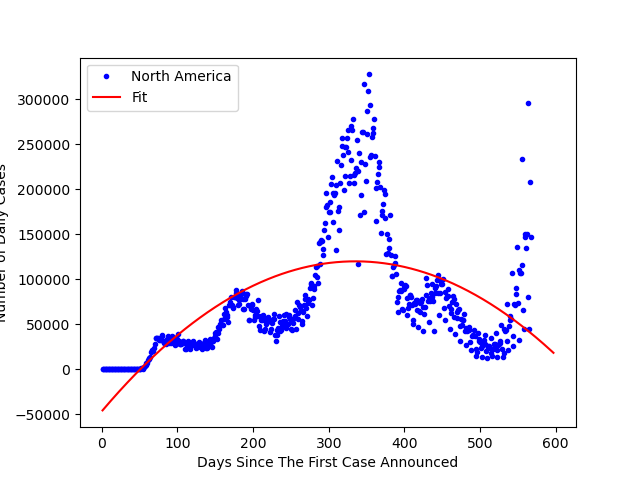 North America
Fit
300000
250000
200000
150000
100000
50000
0
−50000
Number of Daily Cases
0 100 200 300 400 500 600
Days Since The First Case Announced